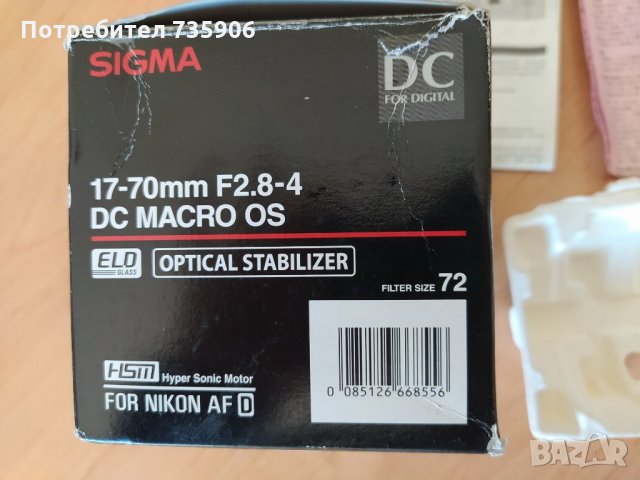 Потребител 735906
SIGMA
DC
FOR DIGITAL
17-70mm F2.8-4
DC MACRO OS
ELD GLASS OPTICAL STABILIZER
FILTER SIZE 72
HSM Hyper Sonic Motor
FOR NIKON AF D
0 085126 668556
BAZAR